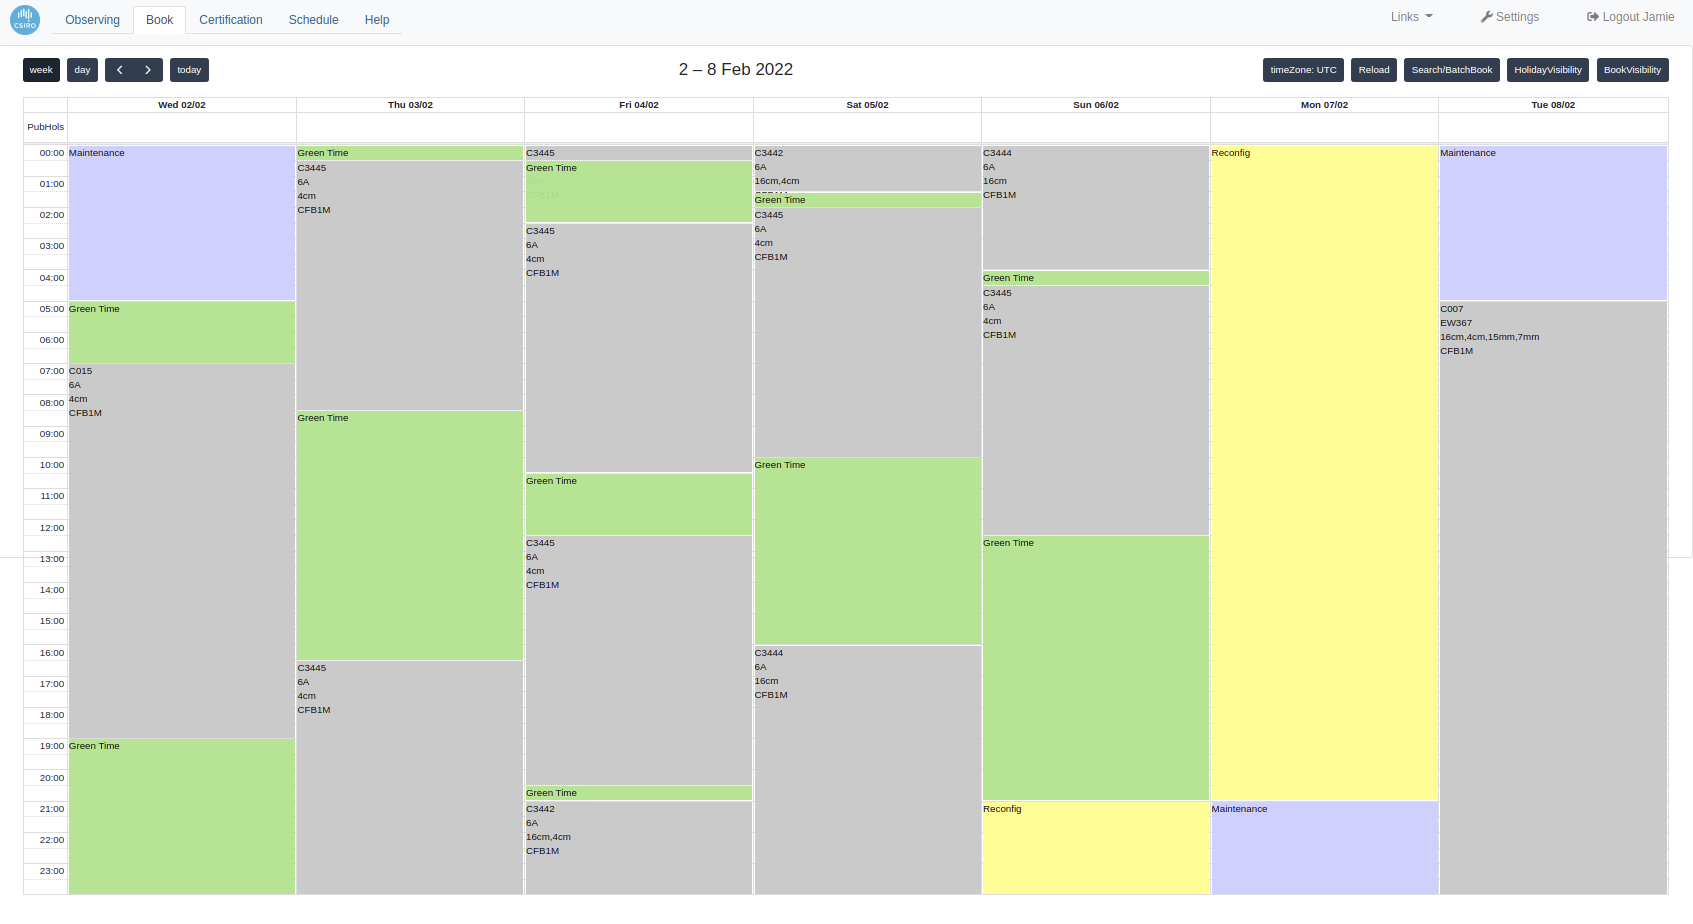 CSIRO
Observing Book Certification Schedule Help
Links Settings Logout Jamie
week day today
2 – 8 Feb 2022
timeZone: UTC Reload Search/BatchBook HolidayVisibility BookVisibility
Wed 02/02 Thu 03/02 Fri 04/02 Sat 05/02 Sun 06/02 Mon 07/02 Tue 08/02
PubHols
00:00
01:00
02:00
03:00
04:00
05:00
06:00
07:00
08:00
09:00
10:00
11:00
12:00
13:00
14:00
15:00
16:00
17:00
18:00
19:00
20:00
21:00
22:00
23:00
Maintenance
Green Time
C015
6A
4cm
CFB1M
Green Time
Green Time
C3445
6A
4cm
CFB1M
Green Time
C3445
6A
4cm
CFB1M
C3445
Green Time
C3445
6A
4cm
CFB1M
Green Time
C3445
6A
4cm
CFB1M
Green Time
C3442
6A
16cm,4cm
CFB1M
C3442
6A
16cm,4cm
Green Time
C3445
6A
4cm
CFB1M
Green Time
C3444
6A
16cm
CFB1M
C3444
6A
16cm
CFB1M
Green Time
C3445
6A
4cm
CFB1M
Green Time
Reconfig
Reconfig
Maintenance
Maintenance
C007
EW367
16cm,4cm,15mm,7mm
CFB1M